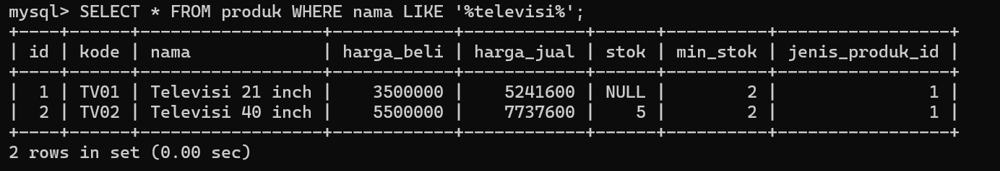 mysql> SELECT * FROM produk WHERE nama LIKE '%televisi%';
+----+------+------------------+------------+-----------+------+----------+-----------------+
| id | kode | nama             | harga_beli | harga_jual | stok | min_stok | jenis_produk_id |
+----+------+------------------+------------+-----------+------+----------+-----------------+
|  1 | TV01 | Televisi 21 inch |    3500000 |    5241600 | NULL |        2 |               1 |
|  2 | TV02 | Televisi 40 inch |    5500000 |    7737600 |    5 |        2 |               1 |
+----+------+------------------+------------+-----------+------+----------+-----------------+
2 rows in set (0.00 sec)